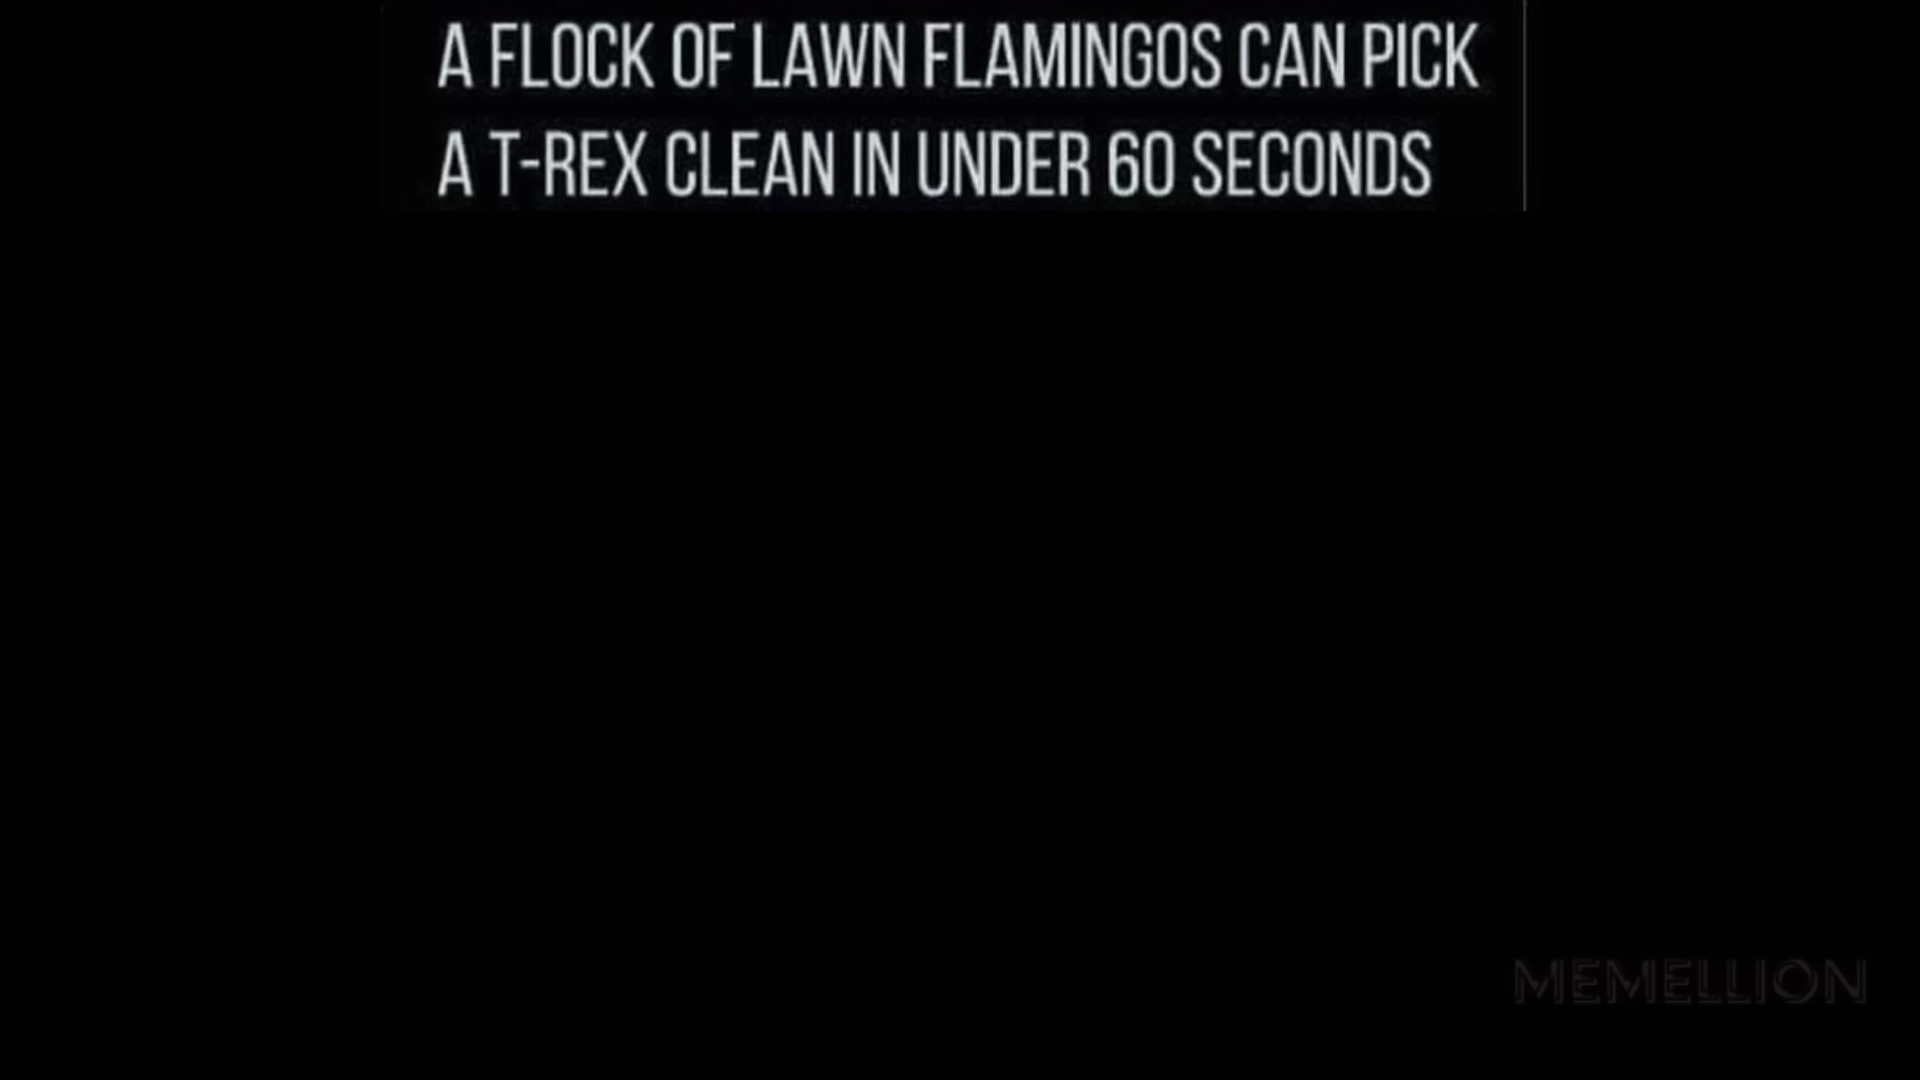 A FLOCK OF LAWN FLAMINGOS CAN PICK
A T-REX CLEAN IN UNDER 60 SECONDS
MEMELLION